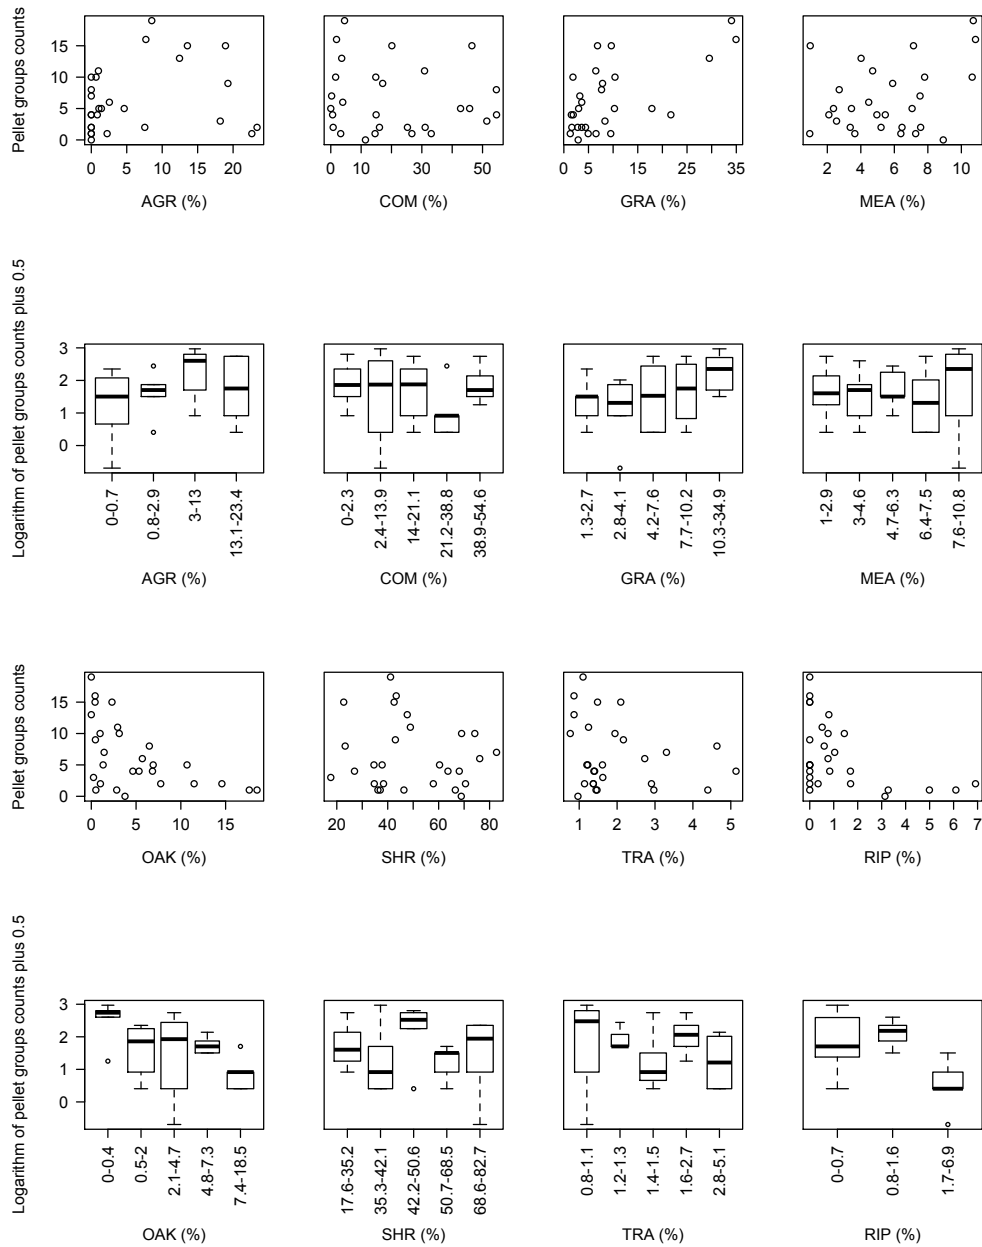 Pellet groups counts
15
10
5
0
0 5 10 15 20
0 10 30 50
0 5 15 25 35
2 4 6 8 10
AGR (%) COM (%) GRA (%) MEA (%)
Logarithm of pellet groups counts plus 0.5
3
2
1
0
0-0.7 0.8-2.9 3-13 13.1-23.4
0-2.3 2.4-13.9 14-21.1 21.2-38.8 38.9-54.6
1.3-2.7 2.8-4.1 4.2-7.6 7.7-10.2 10.3-34.9
1-2.9 3-4.6 4.7-6.3 6.4-7.5 7.6-10.8
AGR (%) COM (%) GRA (%) MEA (%)
Pellet groups counts
15
10
5
0
0 5 10 15
20 40 60 80
1 2 3 4 5
0 1 2 3 4 5 6 7
OAK (%) SHR (%) TRA (%) RIP (%)
Logarithm of pellet groups counts plus 0.5
3
2
1
0
0-0.4 0.5-2 2.1-4.7 4.8-7.3 7.4-18.5
17.6-35.2 35.3-42.1 42.2-50.6 50.7-68.5 68.6-82.7
0.8-1.1 1.2-1.3 1.4-1.5 1.6-2.7 2.8-5.1
0-0.7 0.8-1.6 1.7-6.9
OAK (%) SHR (%) TRA (%) RIP (%)